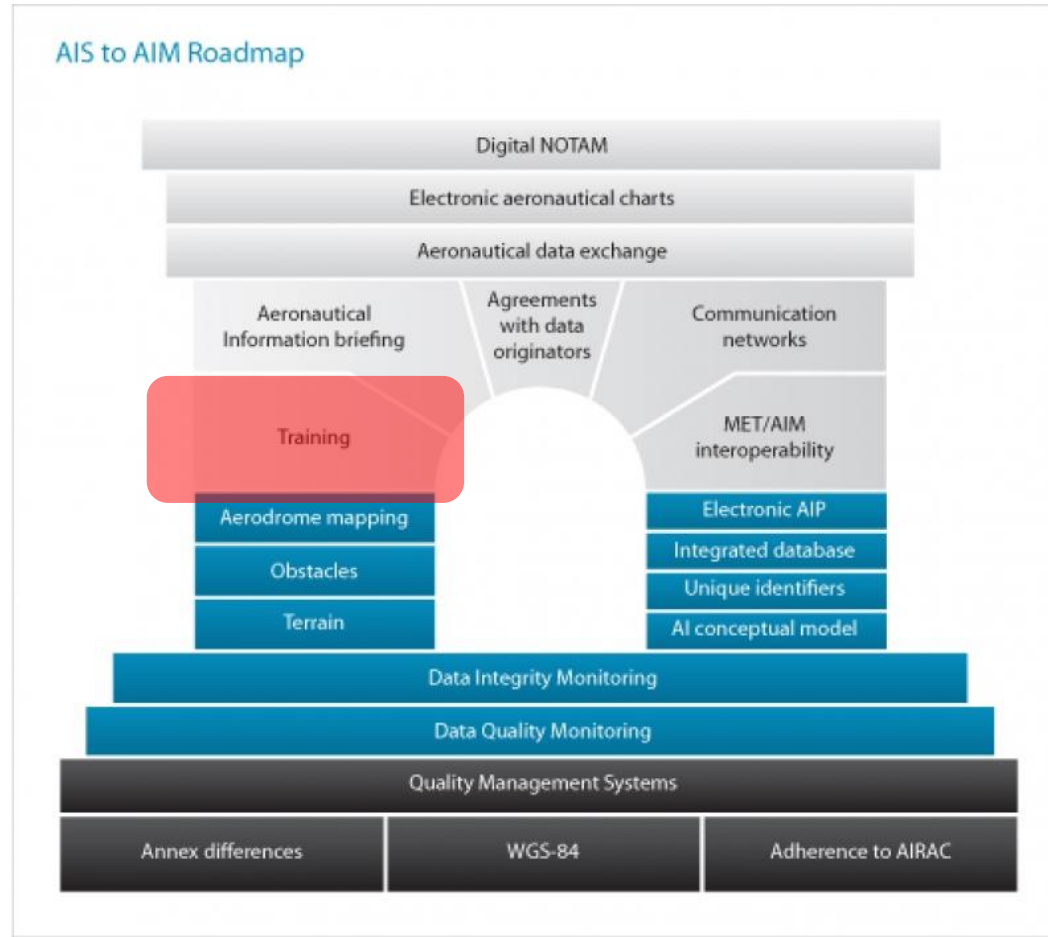 AIS to AIM Roadmap
Digital NOTAM
Electronic aeronautical charts
Aeronautical data exchange
Aeronautical
Information briefing
Agreements
with data
originators
Communication
networks
Training
MET/AIM
interoperability
Aerodrome mapping
Obstacles
Terrain
Electronic AIP
Integrated database
Unique identifiers
AI conceptual model
Data Integrity Monitoring
Data Quality Monitoring
Quality Management Systems
Annex differences
WGS-84
Adherence to AIRAC